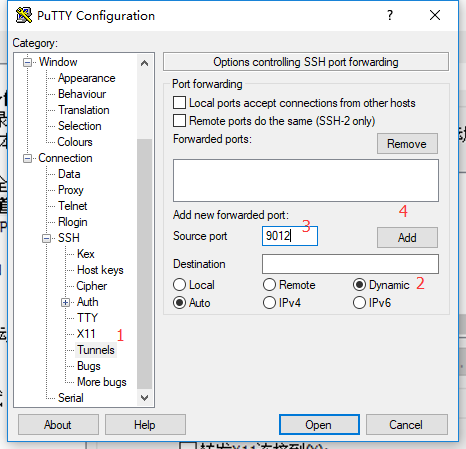 PuTTY Configuration
?
Category:
Window
Appearance
Behaviour
Translation
Selection
Colours
Connection
Data
Proxy
Telnet
Rlogin
SSH
Kex
Host keys
Cipher
Auth
TTY
X11
1
Tunnels
Bugs
More bugs
Serial
Options controlling SSH port forwarding
Port forwarding
Local ports accept connections from other hosts
Remote ports do the same (SSH-2 only)
Forwarded ports:
Remove
4
Add new forwarded port:
3
Source port
9012
Add
Destination
Local
Remote
Dynamic
2
Auto
IPv4
IPv6
About
Help
Open
Cancel